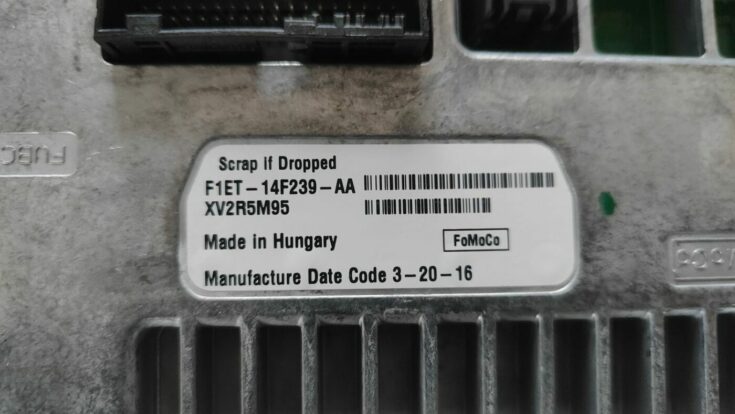 Scrap if Dropped
F1ET-14F239-AA
XV2R5M95
Made in Hungary
FoMoCo
Manufacture Date Code 3-20-16